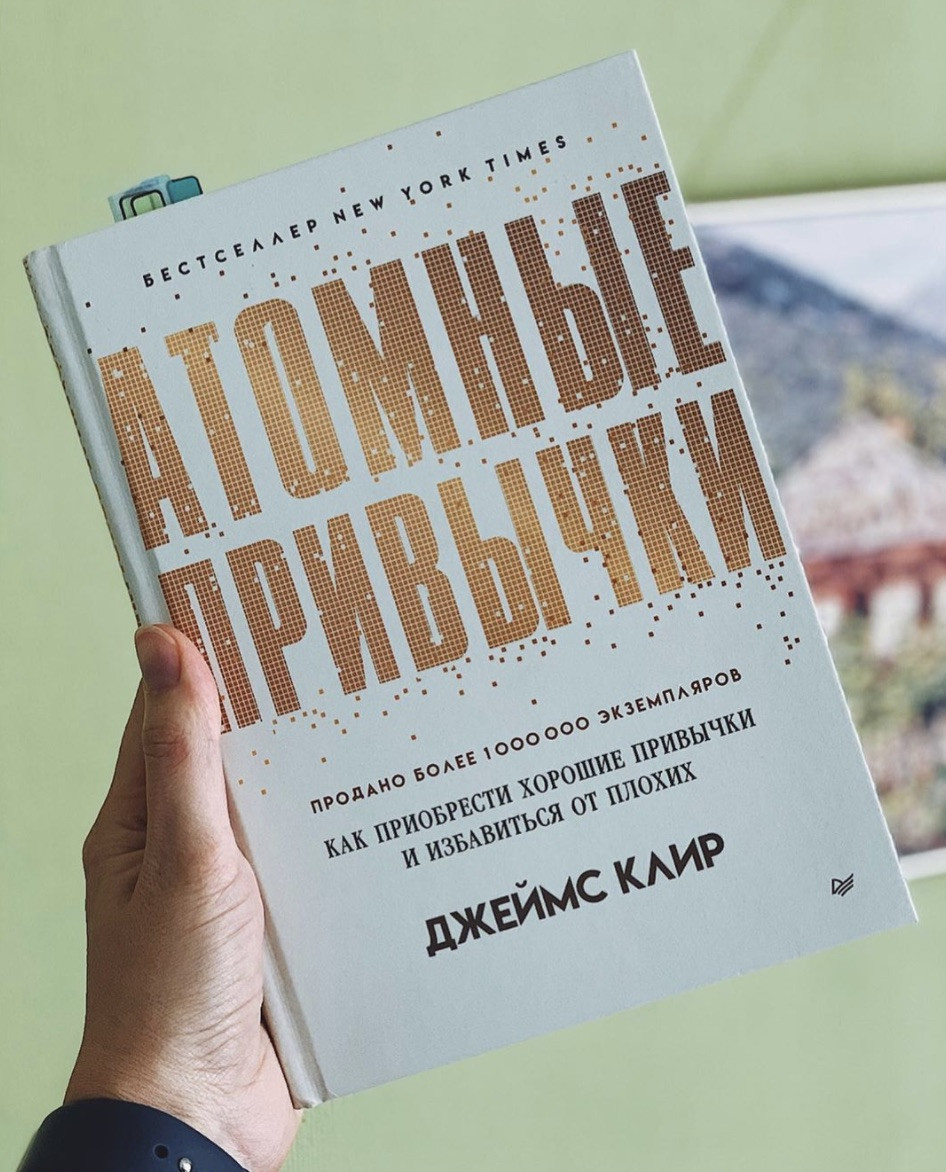 БЕСТСЕЛЛЕР NEW YORK TIMES
АТОМНЫЕ
ПРИВЫЧКИ
ПРОДАНО БОЛЕЕ 1 000 000 ЭКЗЕМПЛЯРОВ
КАК ПРИОБРЕСТИ ХОРОШИЕ ПРИВЫЧКИ
И ИЗБАВИТЬСЯ ОТ ПЛОХИХ
ДЖЕЙМС КЛИР